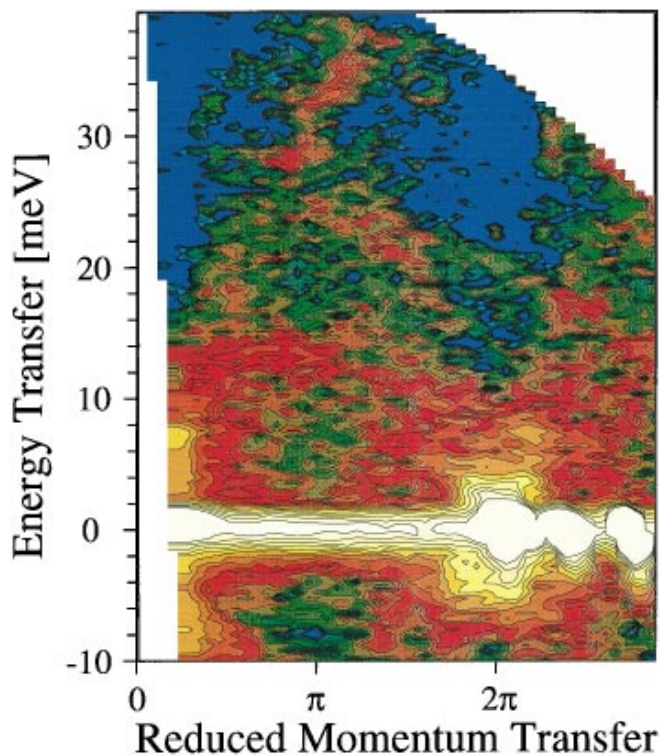 Energy Transfer [meV]
30
20
10
0
-10
0 π 2π
Reduced Momentum Transfer